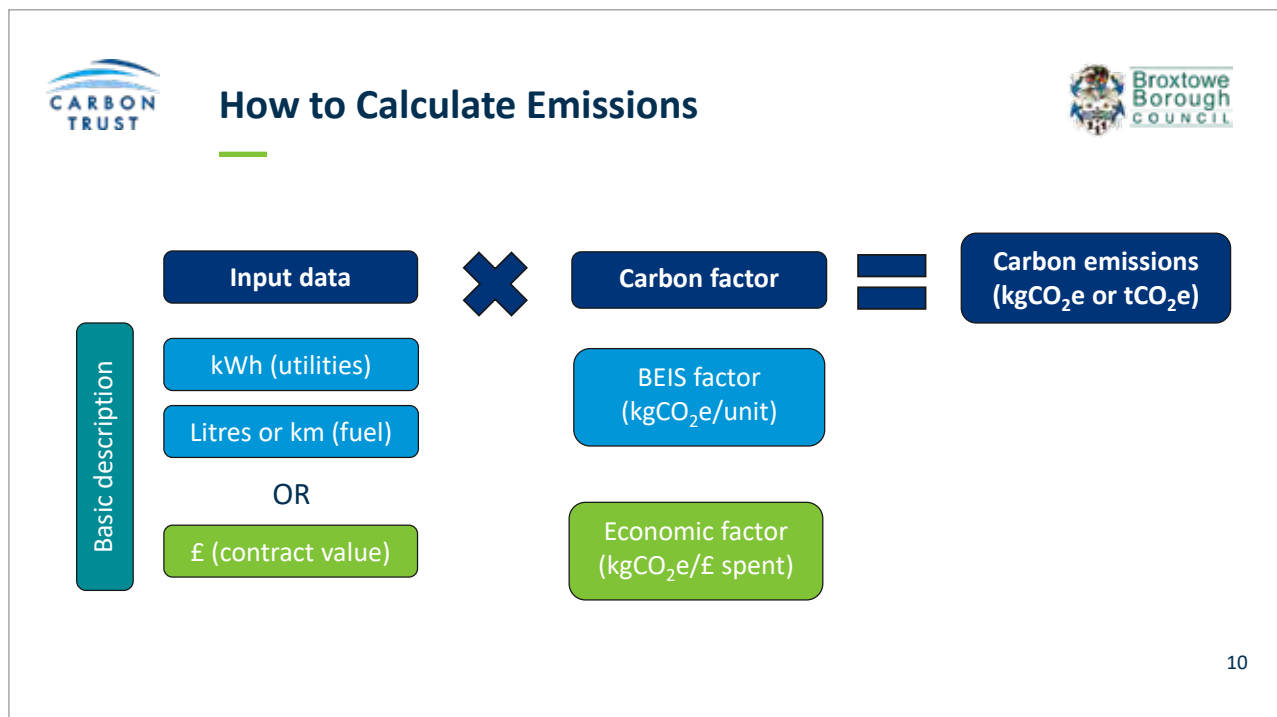 CARBON
TRUST
How to Calculate Emissions
Broxtowe
Borough
COUNCIL
Input data
Carbon factor
Carbon emissions
(kgCO₂e or tCO₂e)
Basic description
kWh (utilities)
Litres or km (fuel)
OR
£ (contract value)
BEIS factor
(kgCO₂e/unit)
Economic factor
(kgCO₂e/£ spent)
10